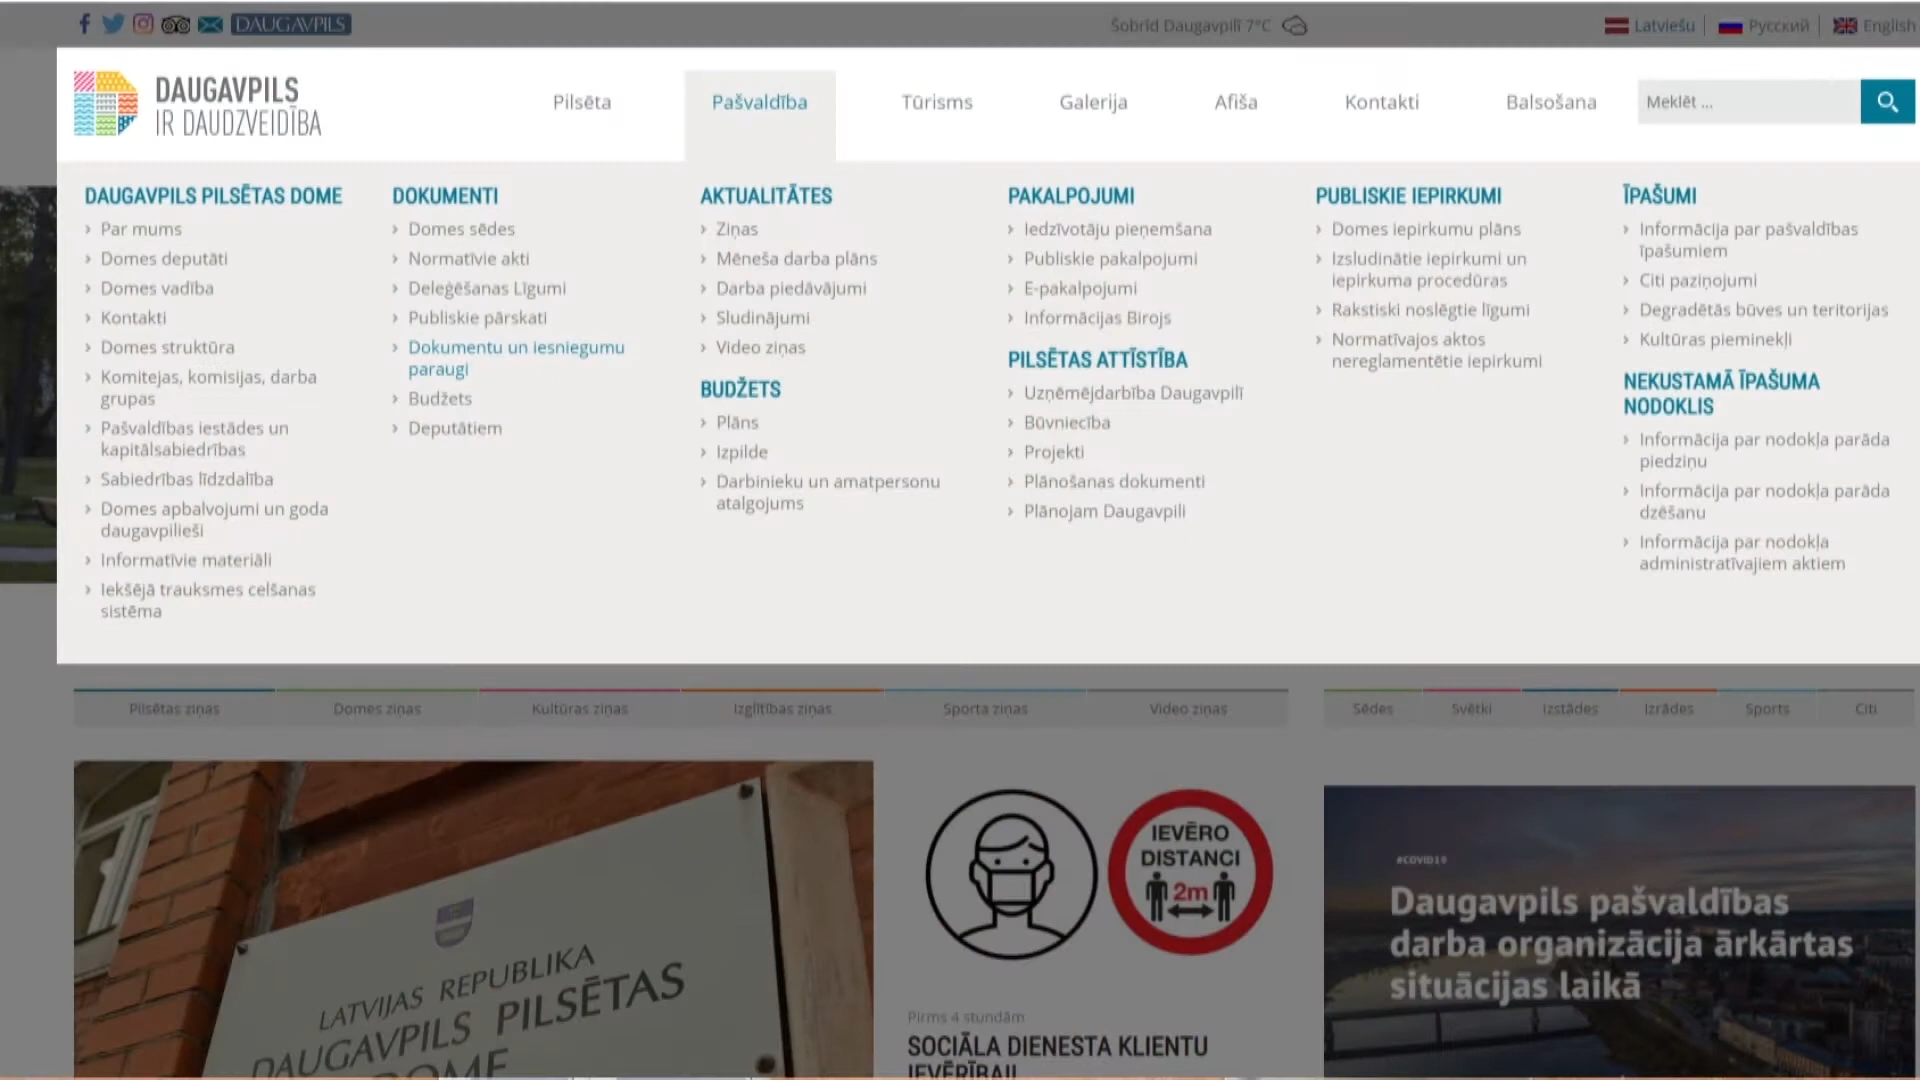 DAUGAVPILS
Šobrīd Daugavpilī 7°C
Latviešu
Русский
English
DAUGAVPILS
IR DAUDZVEIDĪBA
Pilsēta
Pašvaldība
Tūrisms
Galerija
Afiša
Kontakti
Balsošana
Meklēt ...
DAUGAVPILS PILSĒTAS DOME
Par mums
Domes deputāti
Domes vadība
Kontakti
Domes struktūra
Komitejas, komisijas, darba
grupas
Pašvaldības iestādes un
kapitālsabiedrības
Sabiedrības līdzdalība
Domes apbalvojumi un goda
daugavpilieši
Informatīvie materiāli
Iekšējā trauksmes celšanas
sistēma
DOKUMENTI
Domes sēdes
Normatīvie akti
Deleģēšanas Līgumi
Publiskie pārskati
Dokumentu un iesniegumu
paraugi
Budžets
Deputātiem
AKTUALITĀTES
Ziņas
Mēneša darba plāns
Darba piedāvājumi
Sludinājumi
Video ziņas
BUDŽETS
Plāns
Izpilde
Darbinieku un amatpersonu
atalgojums
PAKALPOJUMI
Iedzīvotāju pieņemšana
Publiskie pakalpojumi
E-pakalpojumi
Informācijas Birojs
PILSĒTAS ATTĪSTĪBA
Uzņēmējdarbība Daugavpilī
Būvniecība
Projekti
Plānošanas dokumenti
Plānojam Daugavpili
PUBLISKIE IEPIRKUMI
Domes iepirkumu plāns
Izsludinātie iepirkumi un
iepirkuma procedūras
Rakstiski noslēgtie līgumi
Normatīvajos aktos
nereglamentētie iepirkumi
ĪPAŠUMI
Informācija par pašvaldības
īpašumiem
Citi paziņojumi
Degradētās būves un teritorijas
Kultūras pieminekļi
NEKUSTAMĀ ĪPAŠUMA
NODOKLIS
Informācija par nodokļa parāda
piedziņu
Informācija par nodokļa parāda
dzēšanu
Informācija par nodokļa
administratīvajiem aktiem
Pilsētas ziņas
Domes ziņas
Kultūras ziņas
Izglītības ziņas
Sporta ziņas
Video ziņas
Sēdes
Svētki
Izstādes
Izrādes
Sports
Citi
LATVIJAS REPUBLIKA
DAUGAVPILS PILSĒTAS
DOME
IEVĒRO
DISTANCI
2m
Pirms 4 stundām
SOCIĀLA DIENESTA KLIENTU
IEVĒRĪBAI!
#COVID19
Daugavpils pašvaldības
darba organizācija ārkārtas
situācijas laikā